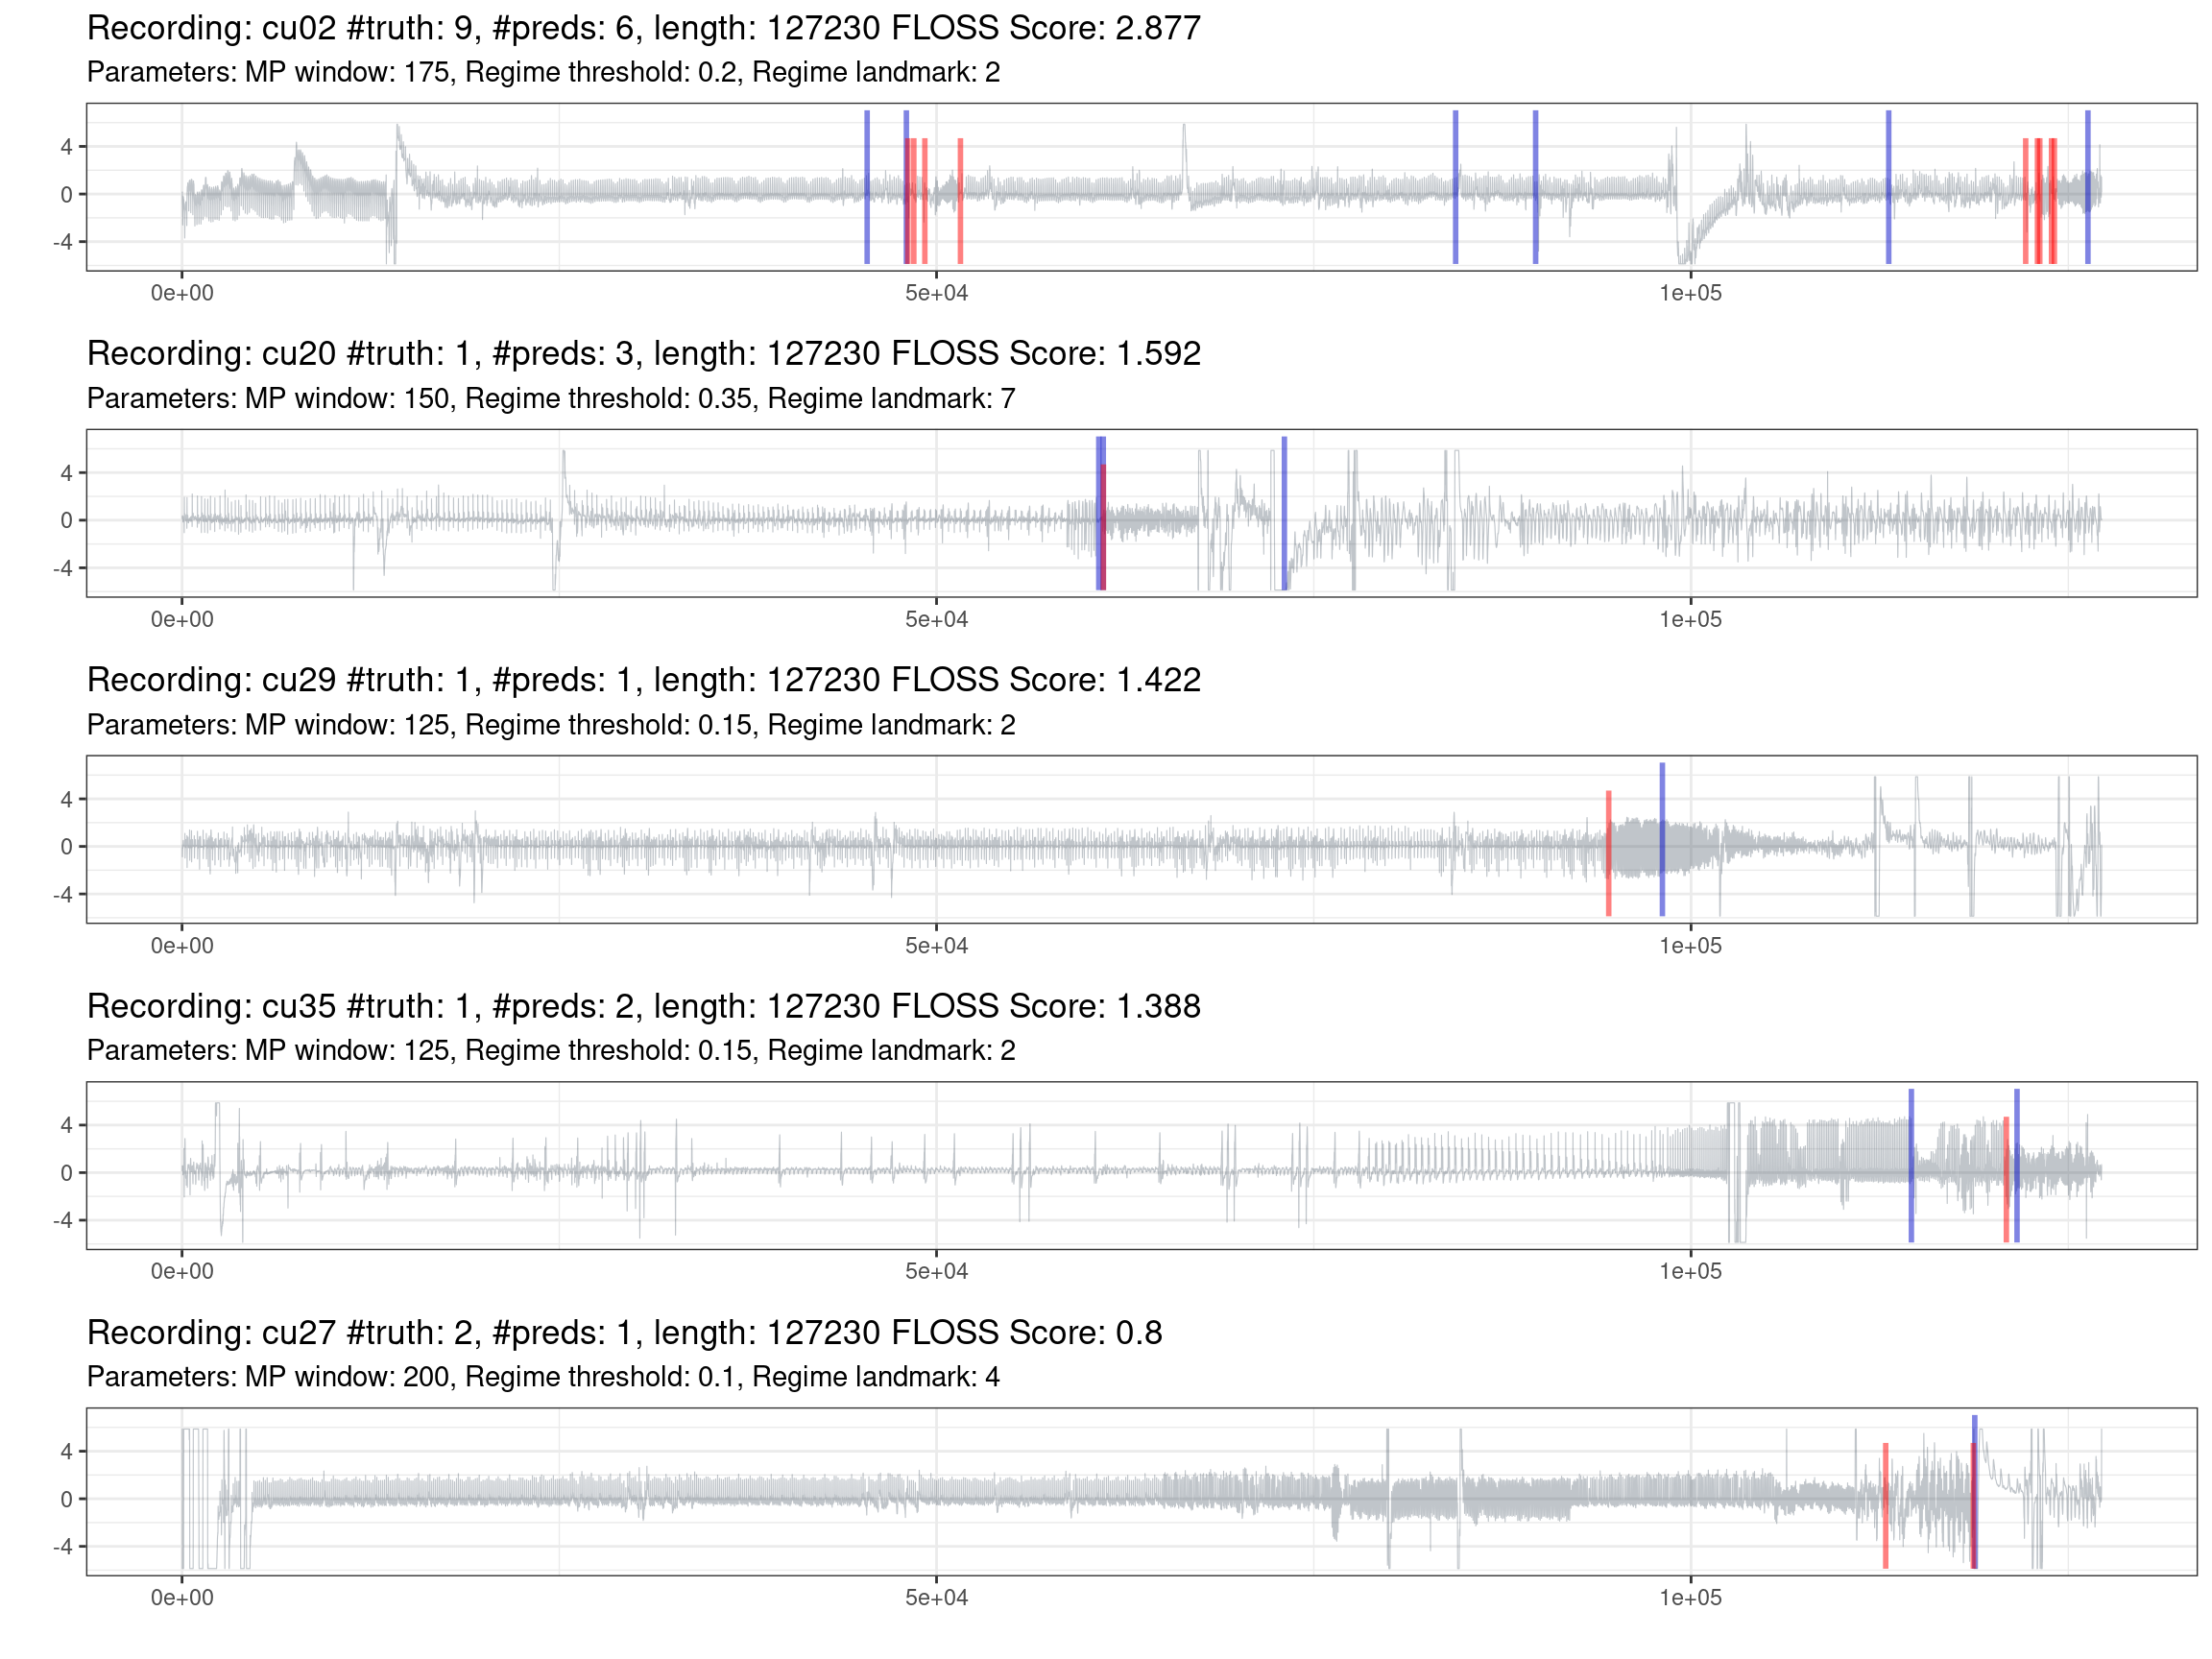 Recording: cu02 #truth: 9, #preds: 6, length: 127230 FLOSS Score: 2.877
Parameters: MP window: 175, Regime threshold: 0.2, Regime landmark: 2
4
0
-4
0e+00 5e+04 1e+05
Recording: cu20 #truth: 1, #preds: 3, length: 127230 FLOSS Score: 1.592
Parameters: MP window: 150, Regime threshold: 0.35, Regime landmark: 7
4
0
-4
0e+00 5e+04 1e+05
Recording: cu29 #truth: 1, #preds: 1, length: 127230 FLOSS Score: 1.422
Parameters: MP window: 125, Regime threshold: 0.15, Regime landmark: 2
4
0
-4
0e+00 5e+04 1e+05
Recording: cu35 #truth: 1, #preds: 2, length: 127230 FLOSS Score: 1.388
Parameters: MP window: 125, Regime threshold: 0.15, Regime landmark: 2
4
0
-4
0e+00 5e+04 1e+05
Recording: cu27 #truth: 2, #preds: 1, length: 127230 FLOSS Score: 0.8
Parameters: MP window: 200, Regime threshold: 0.1, Regime landmark: 4
4
0
-4
0e+00 5e+04 1e+05